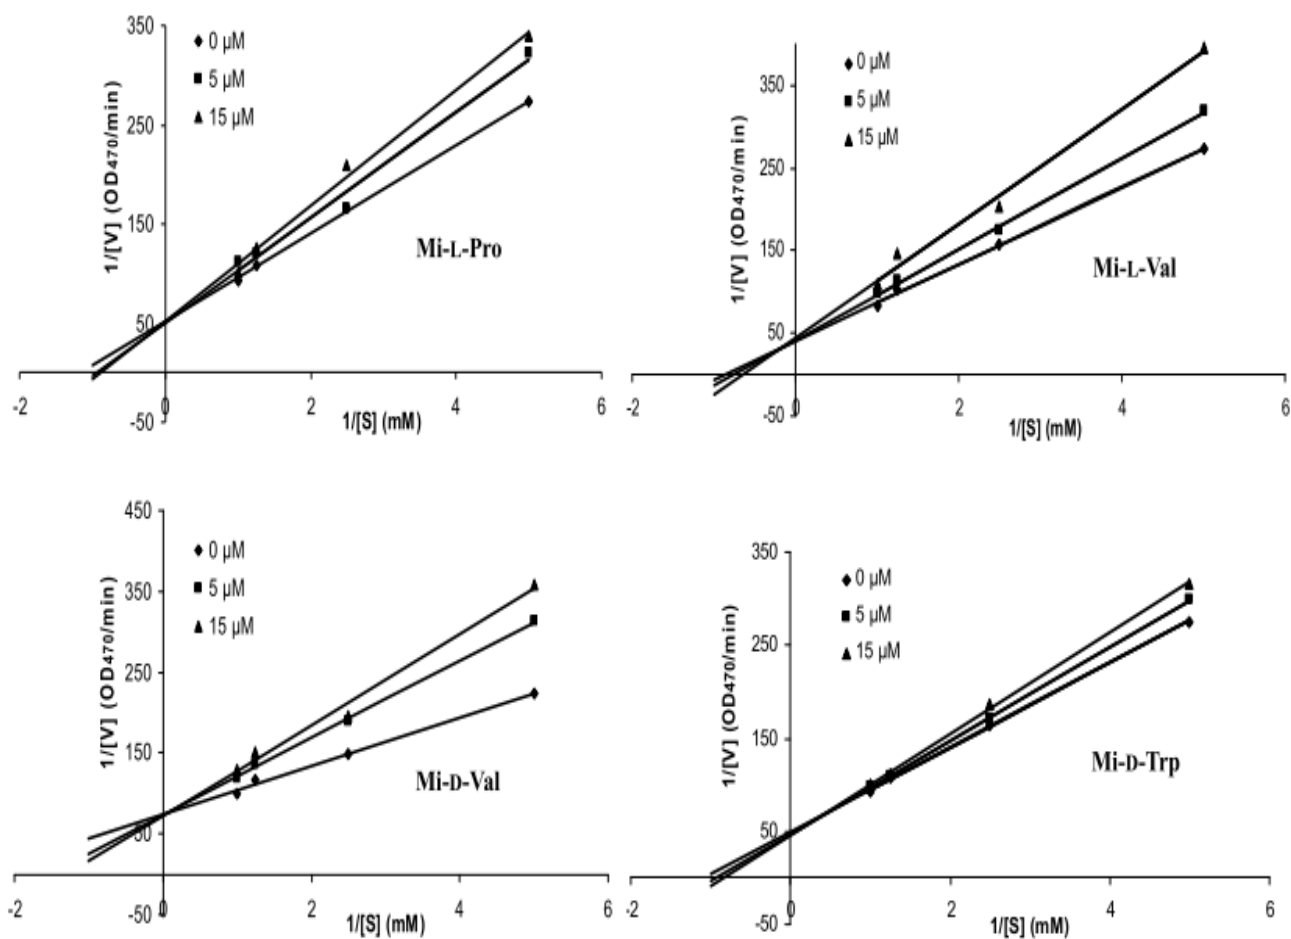 350
250
150
50
-50
-2
0
2
4
6
0 µM
5 µM
15 µM
1/[V] (OD470/min)
1/[S] (mM)
Mi-L-Pro
350
250
150
50
-50
-2
0
2
4
6
0 µM
5 µM
15 µM
1/[V] (OD470/min)
1/[S] (mM)
Mi-L-Val
450
350
250
150
50
-50
-2
0
2
4
6
0 µM
5 µM
15 µM
1/[V] (OD470/min)
1/[S] (mM)
Mi-D-Val
350
250
150
50
-50
-2
0
2
4
6
0 µM
5 µM
15 µM
1/[V] (OD470/min)
1/[S] (mM)
Mi-D-Trp